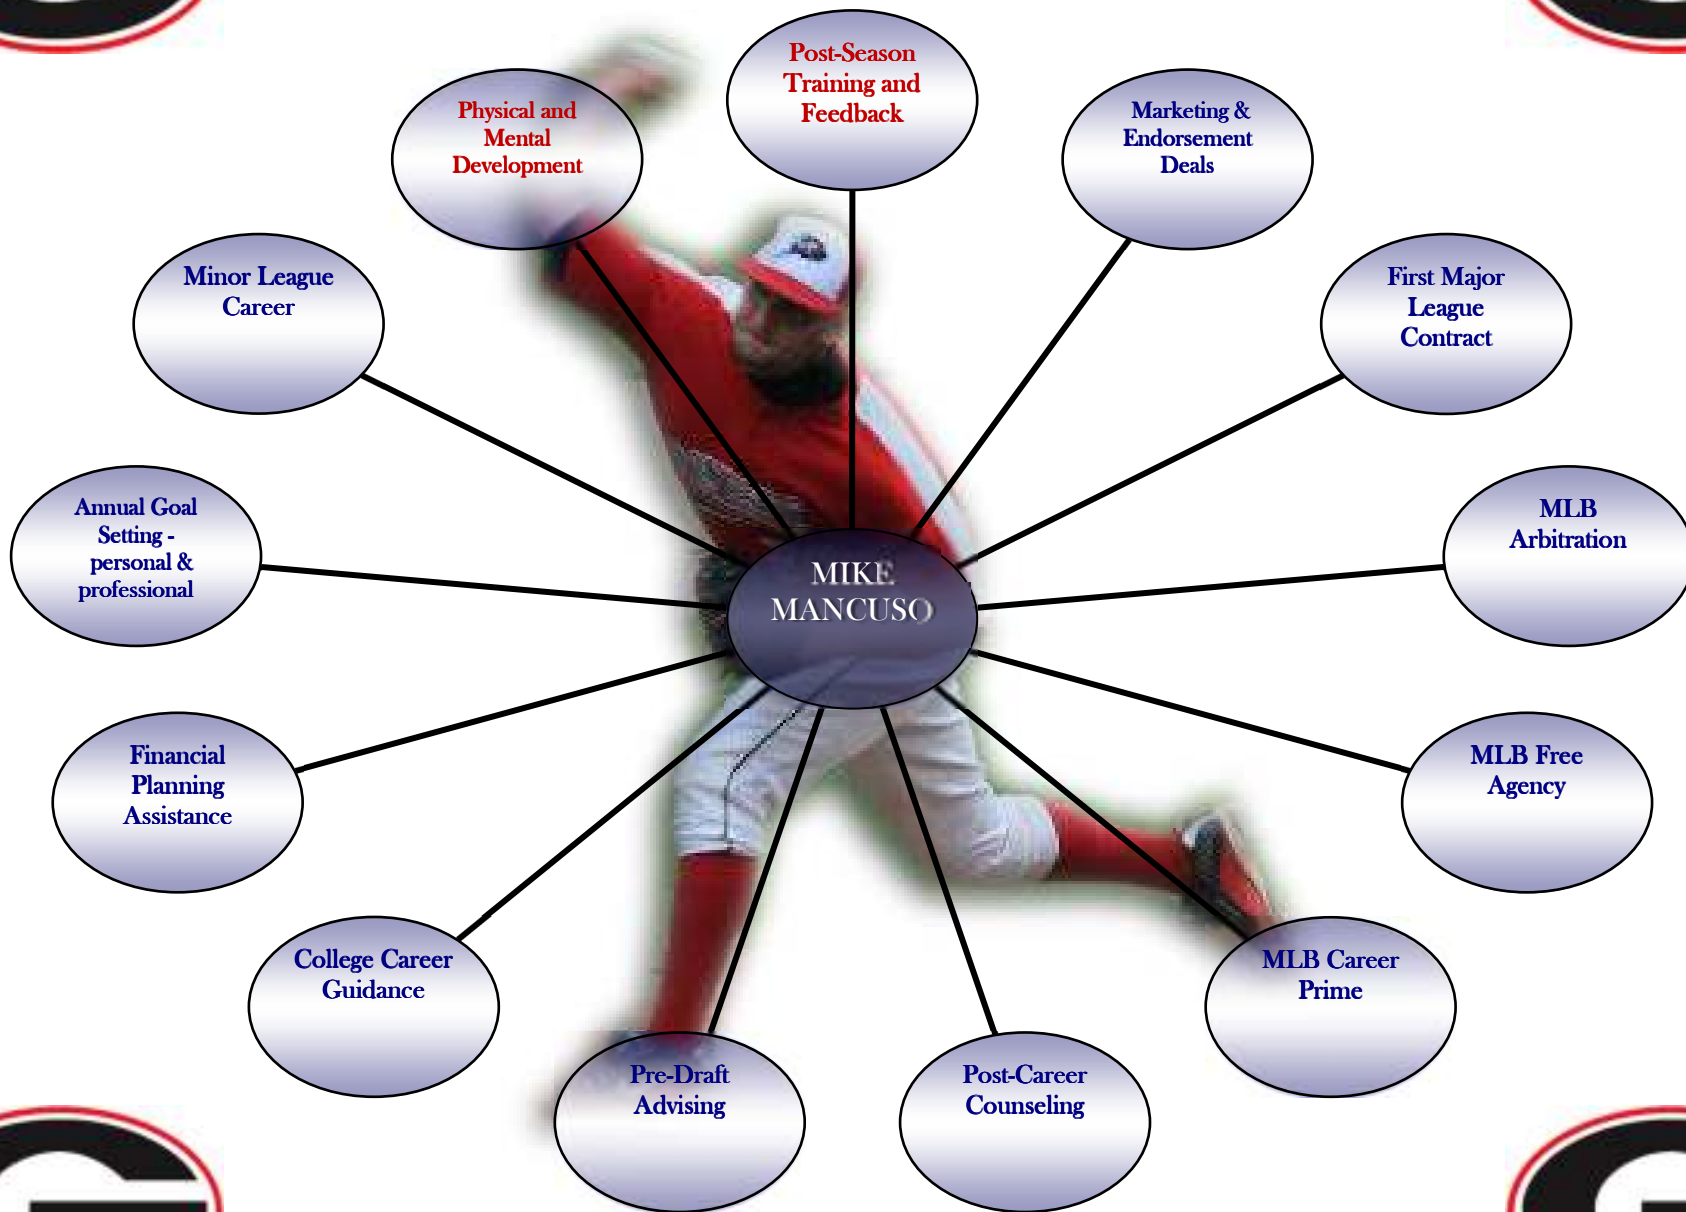 Post-Season
Training and
Feedback
Physical and
Mental
Development
Marketing &
Endorsement
Deals
Minor League
Career
First Major
League
Contract
Annual Goal
Setting -
personal &
professional
MLB
Arbitration
MIKE
MANCUSO
Financial
Planning
Assistance
MLB Free
Agency
College Career
Guidance
MLB Career
Prime
Pre-Draft
Advising
Post-Career
Counseling